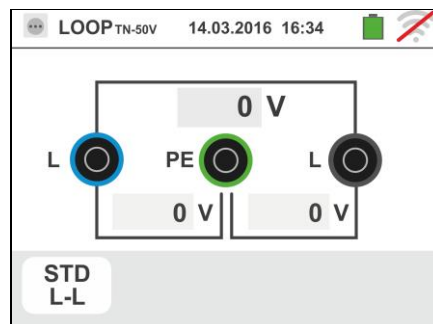 LOOP TN-50V 14.03.2016 16:34
0 V
L PE L
0 V 0 V
STD
L-L